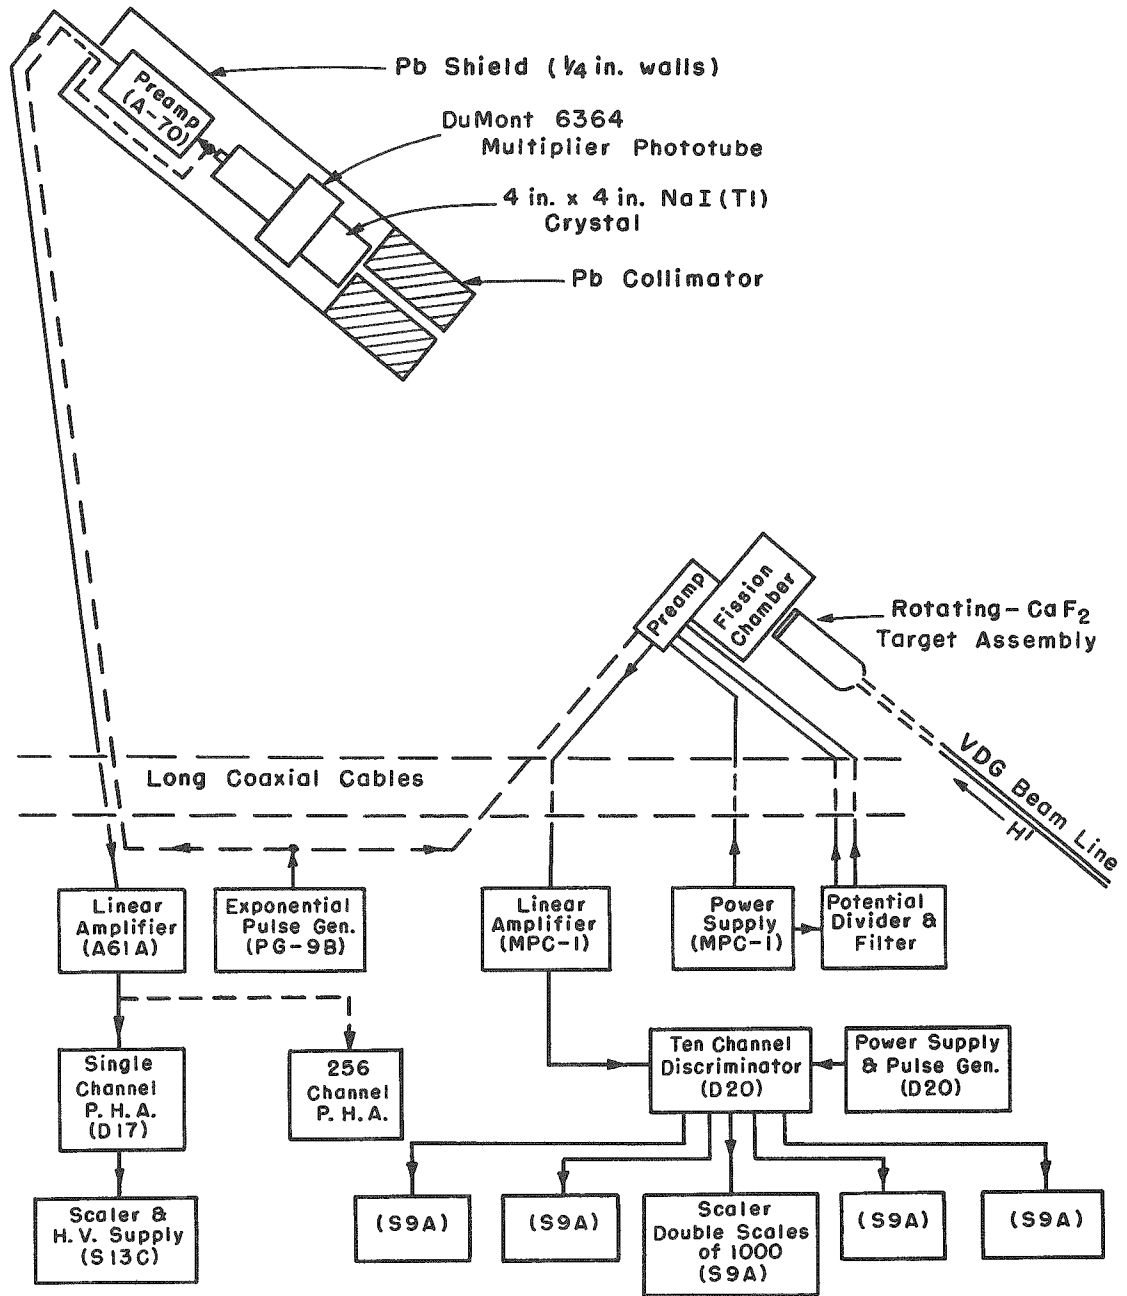 Pb Shield (1/4 in. walls)
Preamp
(A-70)
DuMont 6364
Multiplier Phototube
4 in. x 4 in. NaI (Tl)
Crystal
Pb Collimator
Preamp
Fission
Chamber
Rotating-CaF2
Target Assembly
VDG Beam Line
H'
Long Coaxial Cables
Linear
Amplifier
(A61A)
Exponential
Pulse Gen.
(PG-9B)
Linear
Amplifier
(MPC-1)
Power
Supply
(MPC-1)
Potential
Divider &
Filter
Single
Channel
P. H. A.
(D17)
256
Channel
P. H. A.
Ten Channel
Discriminator
(D20)
Power Supply
& Pulse Gen.
(D20)
Scaler &
H. V. Supply
(S13C)
(S9A)
(S9A)
Scaler
Double Scales
of 1000
(S9A)
(S9A)
(S9A)